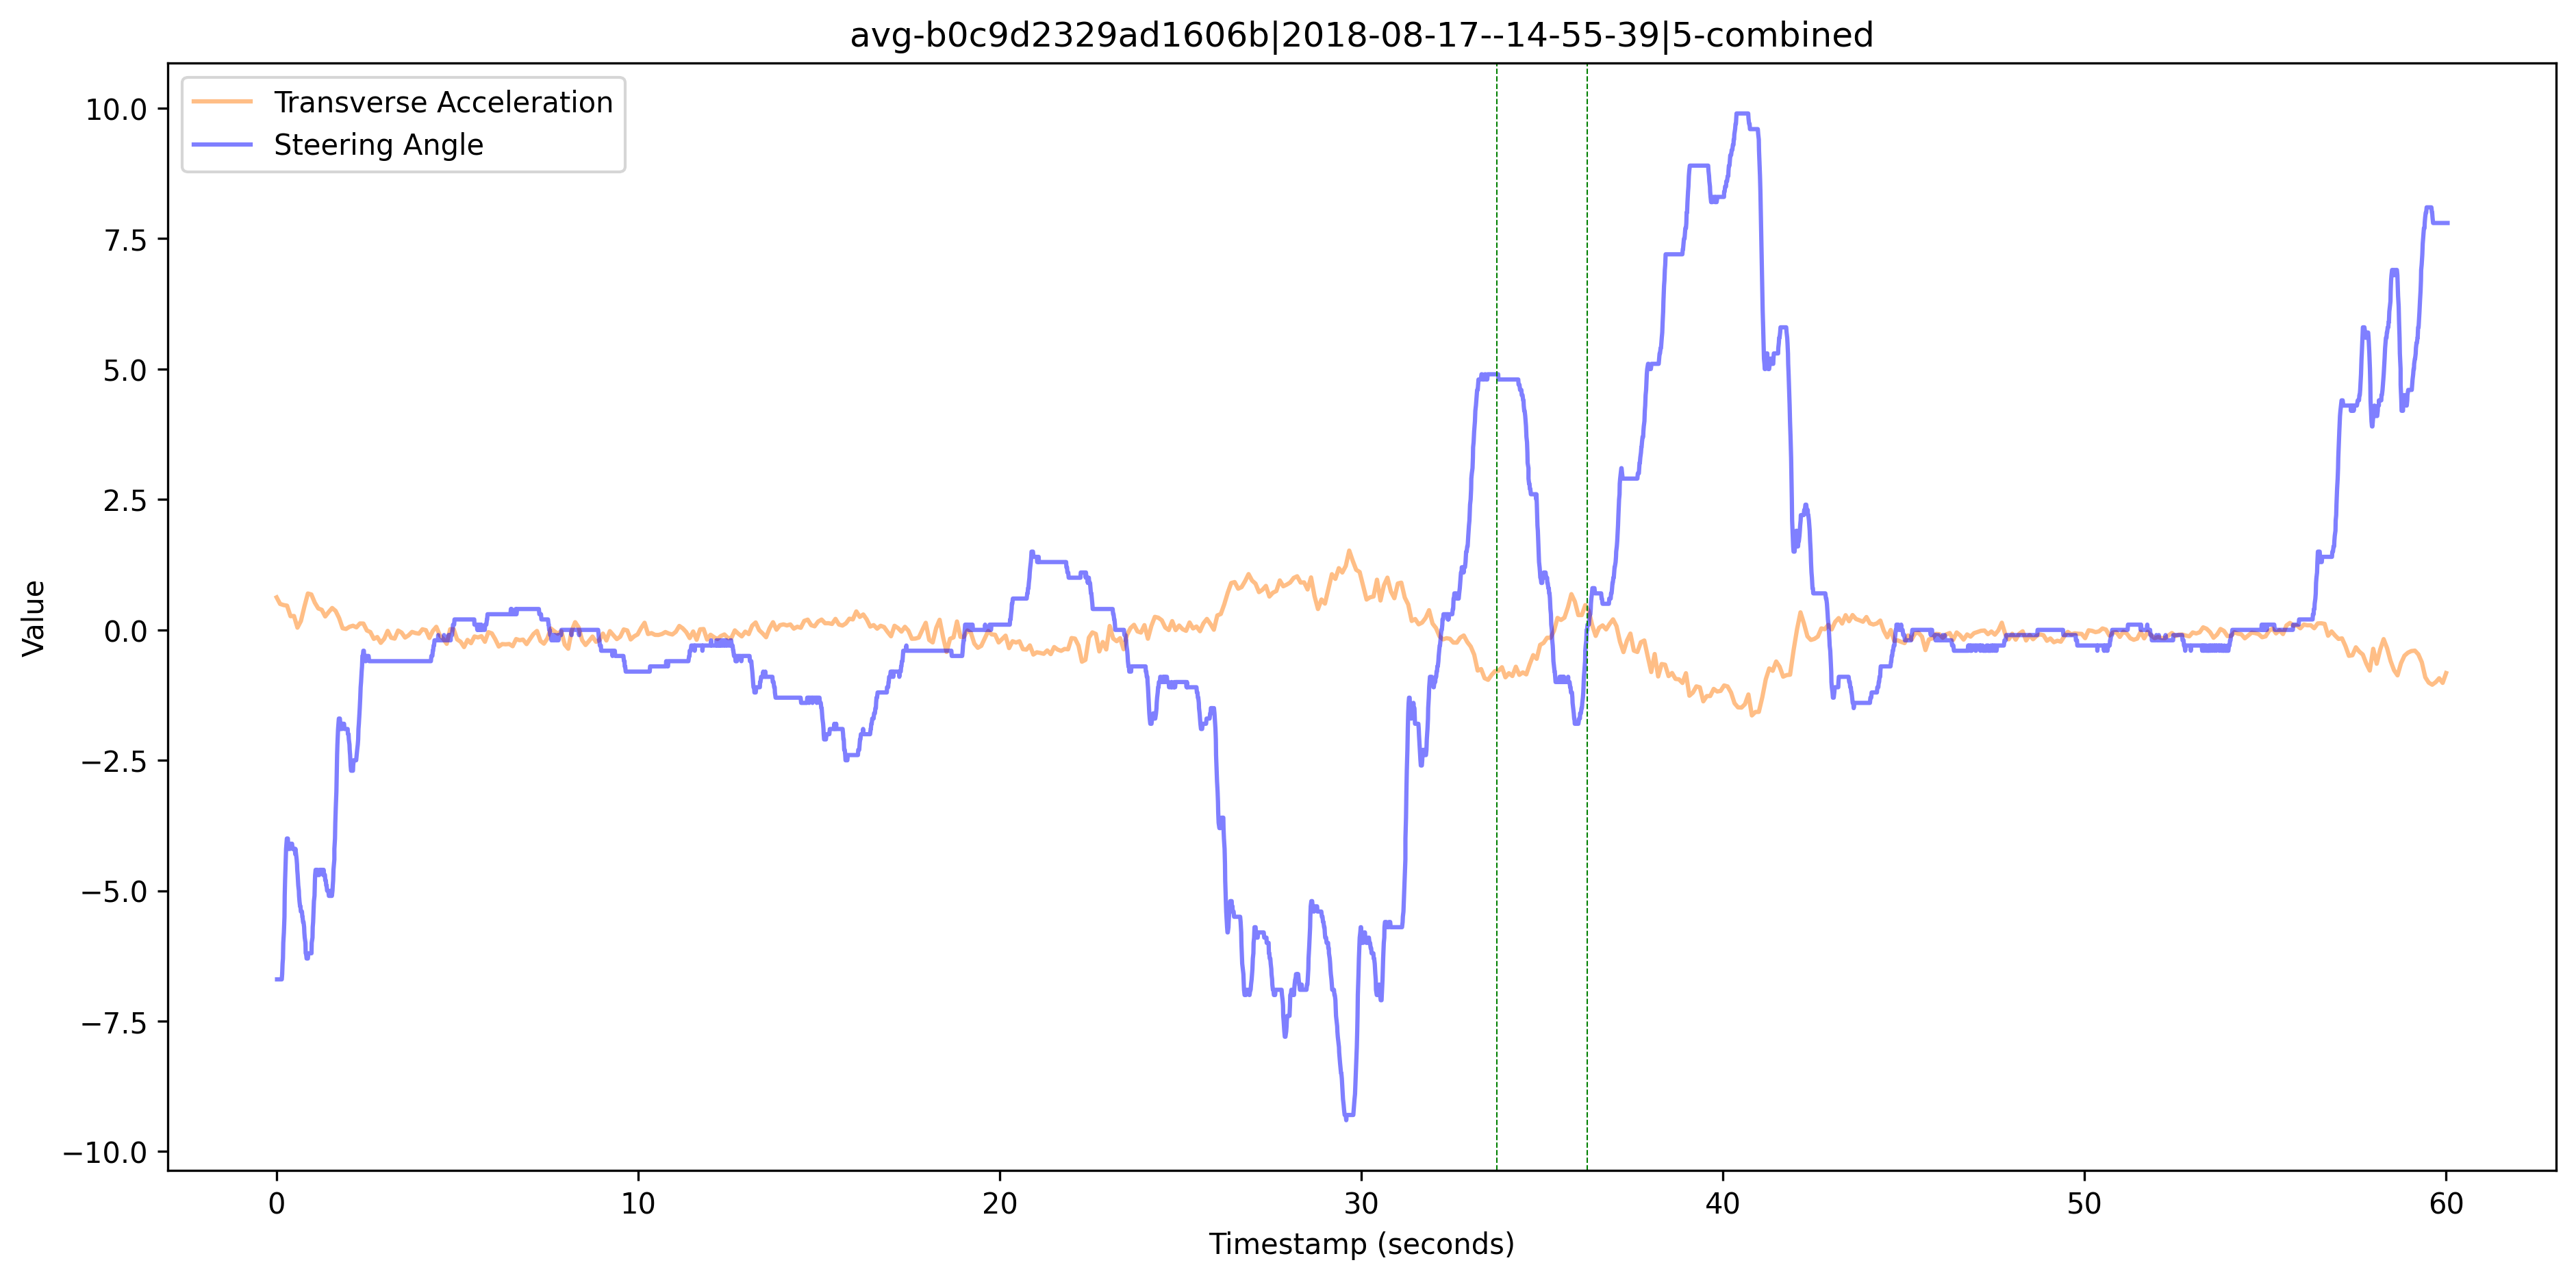 avg-b0c9d2329ad1606b|2018-08-17--14-55-39|5-combined
Transverse Acceleration
Steering Angle
10.0
7.5
5.0
2.5
0.0
−2.5
−5.0
−7.5
−10.0
Value
0 10 20 30 40 50 60
Timestamp (seconds)